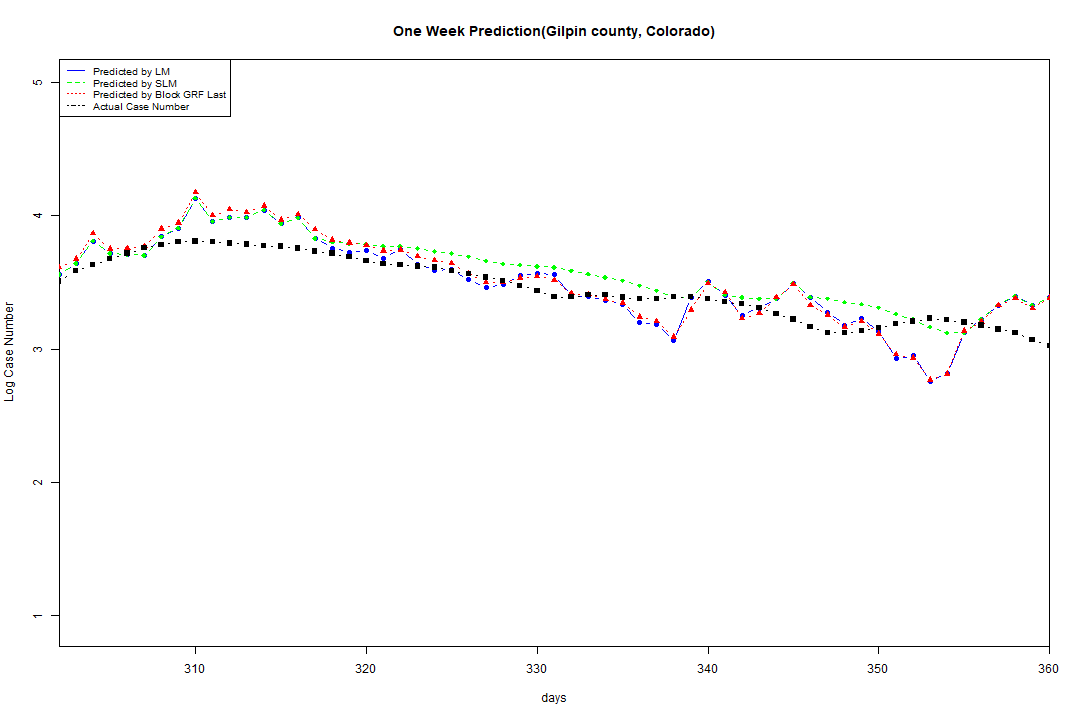 One Week Prediction(Gilpin county, Colorado)
Predicted by LM
Predicted by SLM
Predicted by Block GRF Last
Actual Case Number
5
4
3
2
1
Log Case Number
310 320 330 340 350 360
days